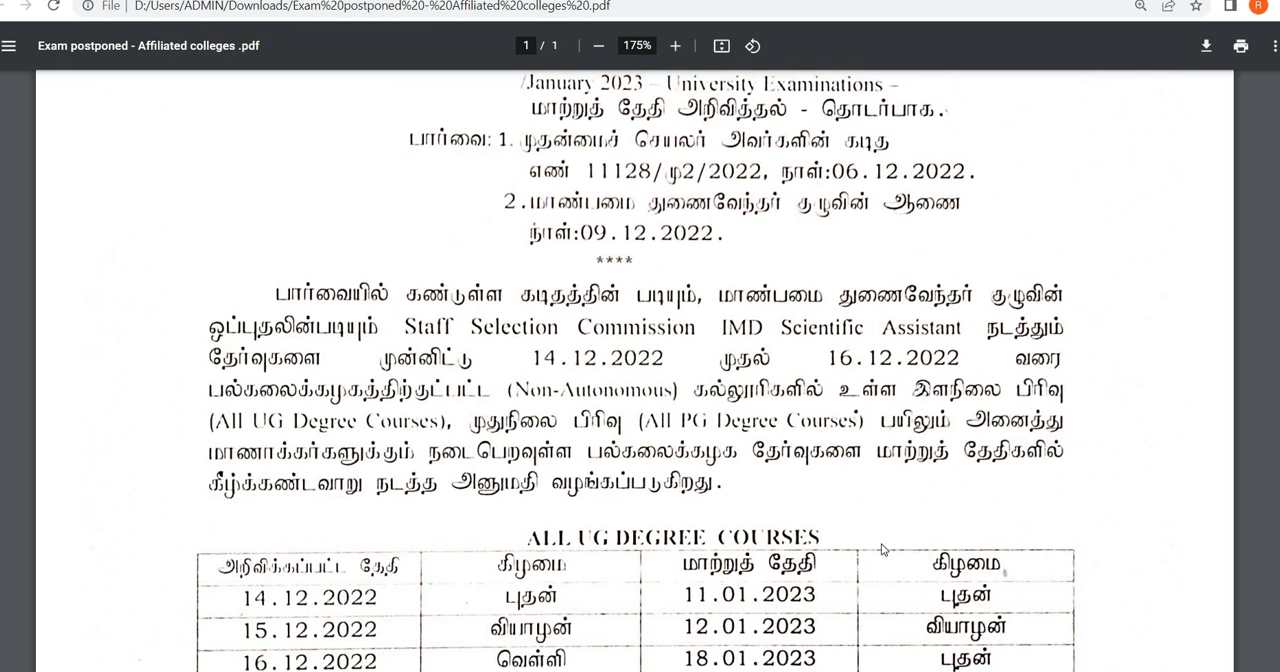 File | D:/Users/ADMIN/Downloads/Exam%20postponed%20-%20Affiliated%20colleges%20.pdf
R
Exam postponed - Affiliated colleges .pdf
1 / 1
175%
/January 2023 – University Examinations –
மாற்றுத் தேதி அறிவித்தல் - தொடர்பாக.
பார்வை: 1. முதன்மைச் செயலர் அவர்களின் கடித
எண் 11128/மு2/2022, நாள்:06.12.2022.
2. மாண்பமை துணைவேந்தர் குழுவின் ஆணை
நாள்:09.12.2022.
****
பார்வையில் கண்டுள்ள கடிதத்தின் படியும், மாண்பமை துணைவேந்தர் குழுவின்
ஒப்புதலின்படியும் Staff Selection Commission IMD Scientific Assistant நடத்தும்
தேர்வுகளை முன்னிட்டு 14.12.2022 முதல் 16.12.2022 வரை
பல்கலைக்கழகத்திற்குட்பட்ட (Non-Autonomous) கல்லூரிகளில் உள்ள இளநிலை பிரிவு
(All UG Degree Courses), முதுநிலை பிரிவு (All PG Degree Courses) பயிலும் அனைத்து
மாணாக்கர்களுக்கும் நடைபெறவுள்ள பல்கலைக்கழக தேர்வுகளை மாற்றுத் தேதிகளில்
கீழ்க்கண்டவாறு நடத்த அனுமதி வழங்கப்படுகிறது.
ALL UG DEGREE COURSES
அறிவிக்கப்பட்ட தேதி கிழமை மாற்றுத் தேதி கிழமை
14.12.2022 புதன் 11.01.2023 புதன்
15.12.2022 வியாழன் 12.01.2023 வியாழன்
16.12.2022 வெள்ளி 18.01.2023 புதன்